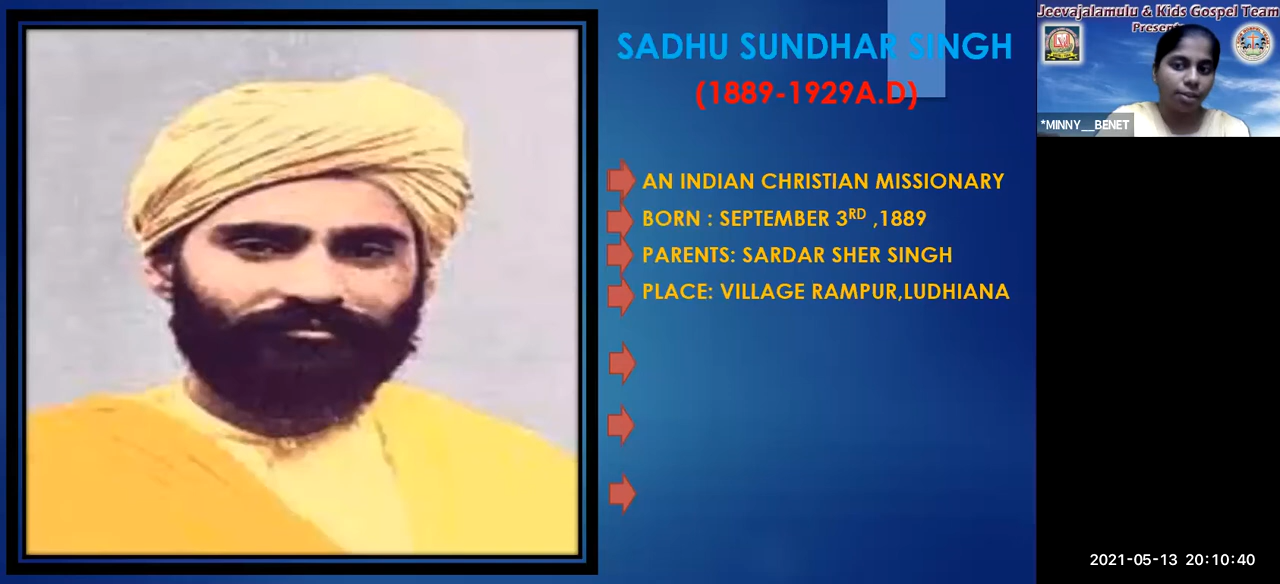 SADHU SUNDHAR SINGH
(1889-1929A.D)
AN INDIAN CHRISTIAN MISSIONARY
BORN : SEPTEMBER 3RD ,1889
PARENTS: SARDAR SHER SINGH
PLACE: VILLAGE RAMPUR,LUDHIANA
Jeevajalamulu & Kids Gospel Team
*MINNY__BENET
2021-05-13 20:10:40